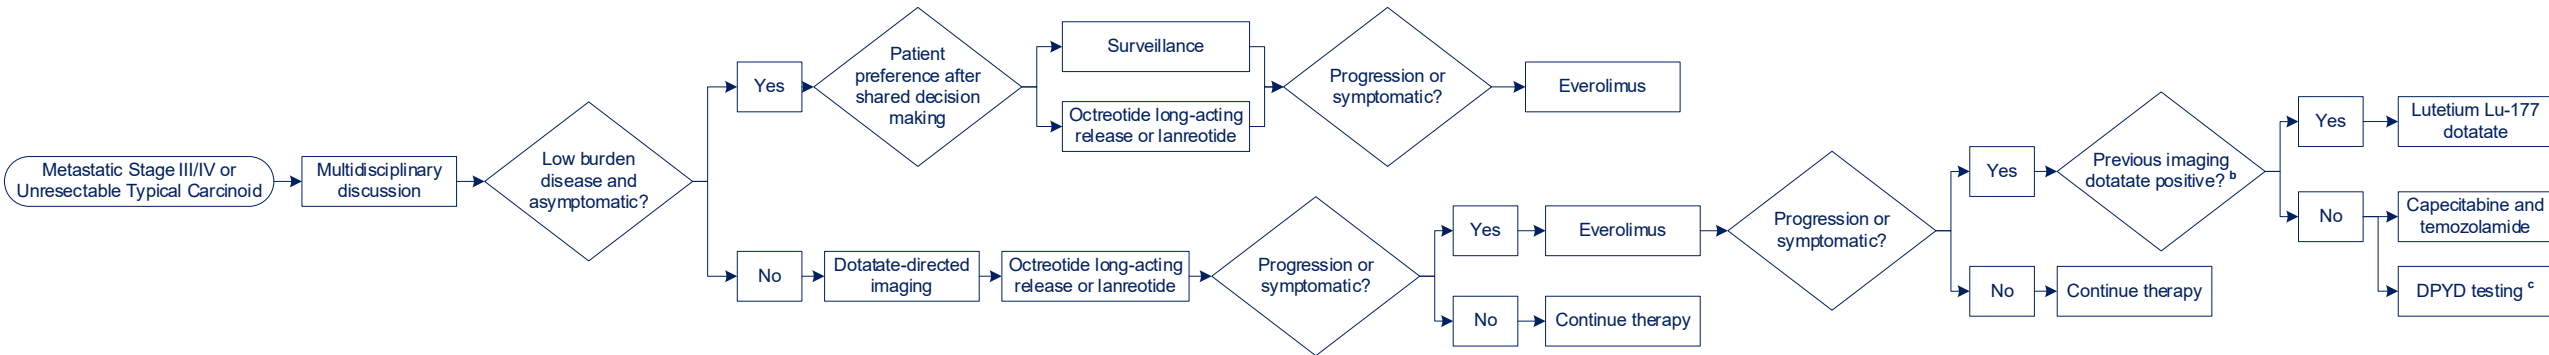 Metastatic Stage III/IV or
Unresectable Typical Carcinoid
Multidisciplinary
discussion
Low burden
disease and
asymptomatic?
Yes
Patient
preference after
shared decision
making
Surveillance
Octreotide long-acting
release or lanreotide
Progression or
symptomatic?
Everolimus
No
Dotatate-directed
imaging
Octreotide long-acting
release or lanreotide
Progression or
symptomatic?
Yes
Everolimus
No
Continue therapy
Progression or
symptomatic?
Yes
Previous imaging
dotatate positive? b
Yes
Lutetium Lu-177
dotatate
No
Capecitabine and
temozolamide
DPYD testing c
No
Continue therapy